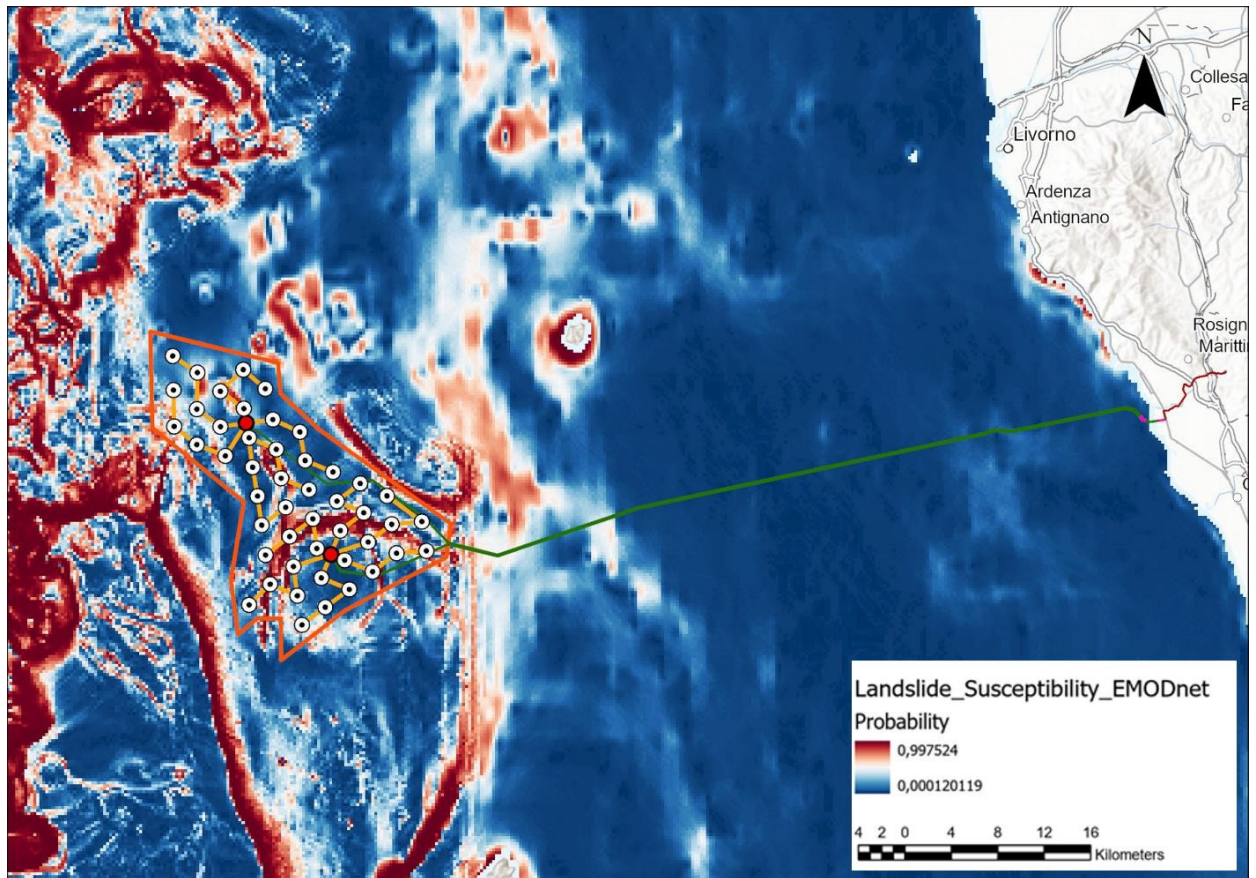 N
Collesa
Fa
Livorno
Ardenza
Antignano
Rosign
Maritti
Landslide_Susceptibility_EMODnet
Probability
0,997524
0,000120119
4 2 0 4 8 12 16
Kilometers